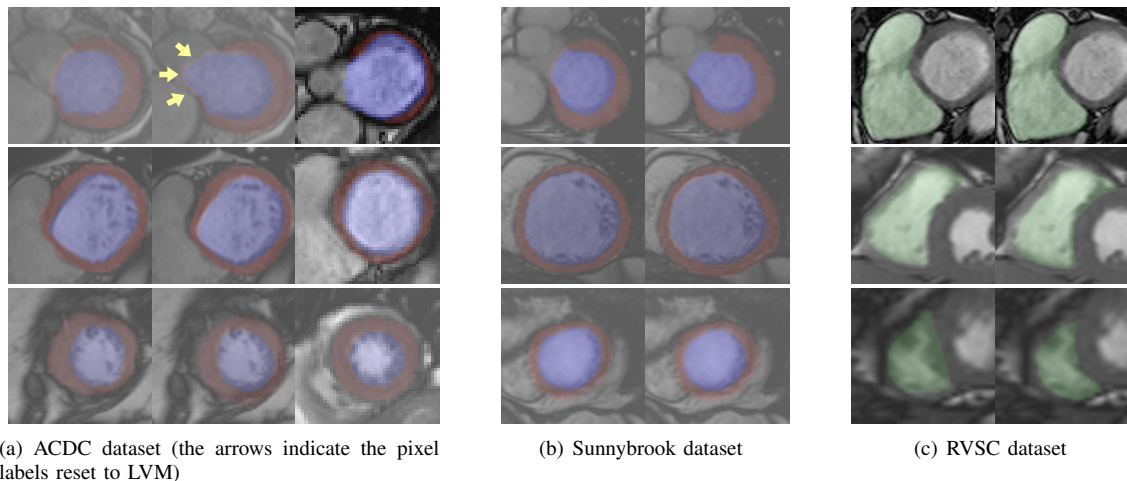 (a) ACDC dataset (the arrows indicate the pixel
labels reset to LVM)
(b) Sunnybrook dataset
(c) RVSC dataset